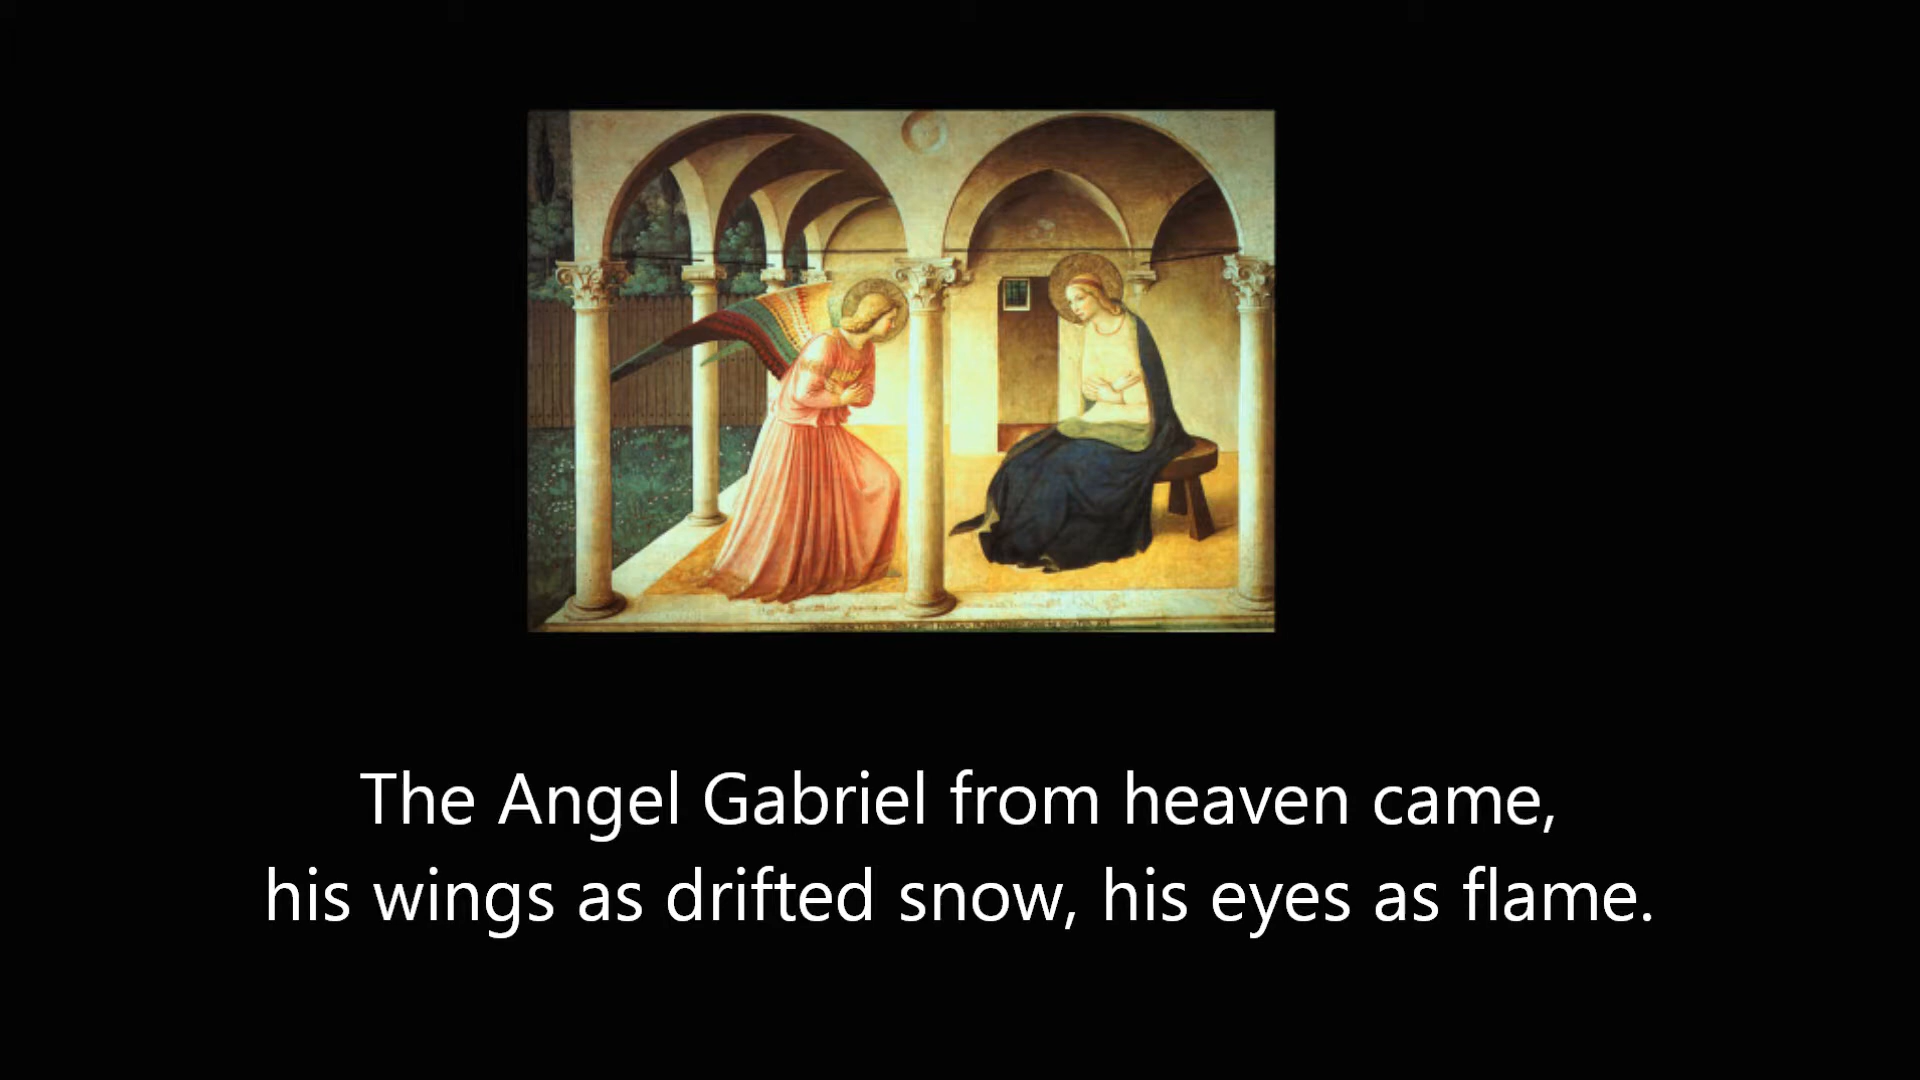 The Angel Gabriel from heaven came,
his wings as drifted snow, his eyes as flame.